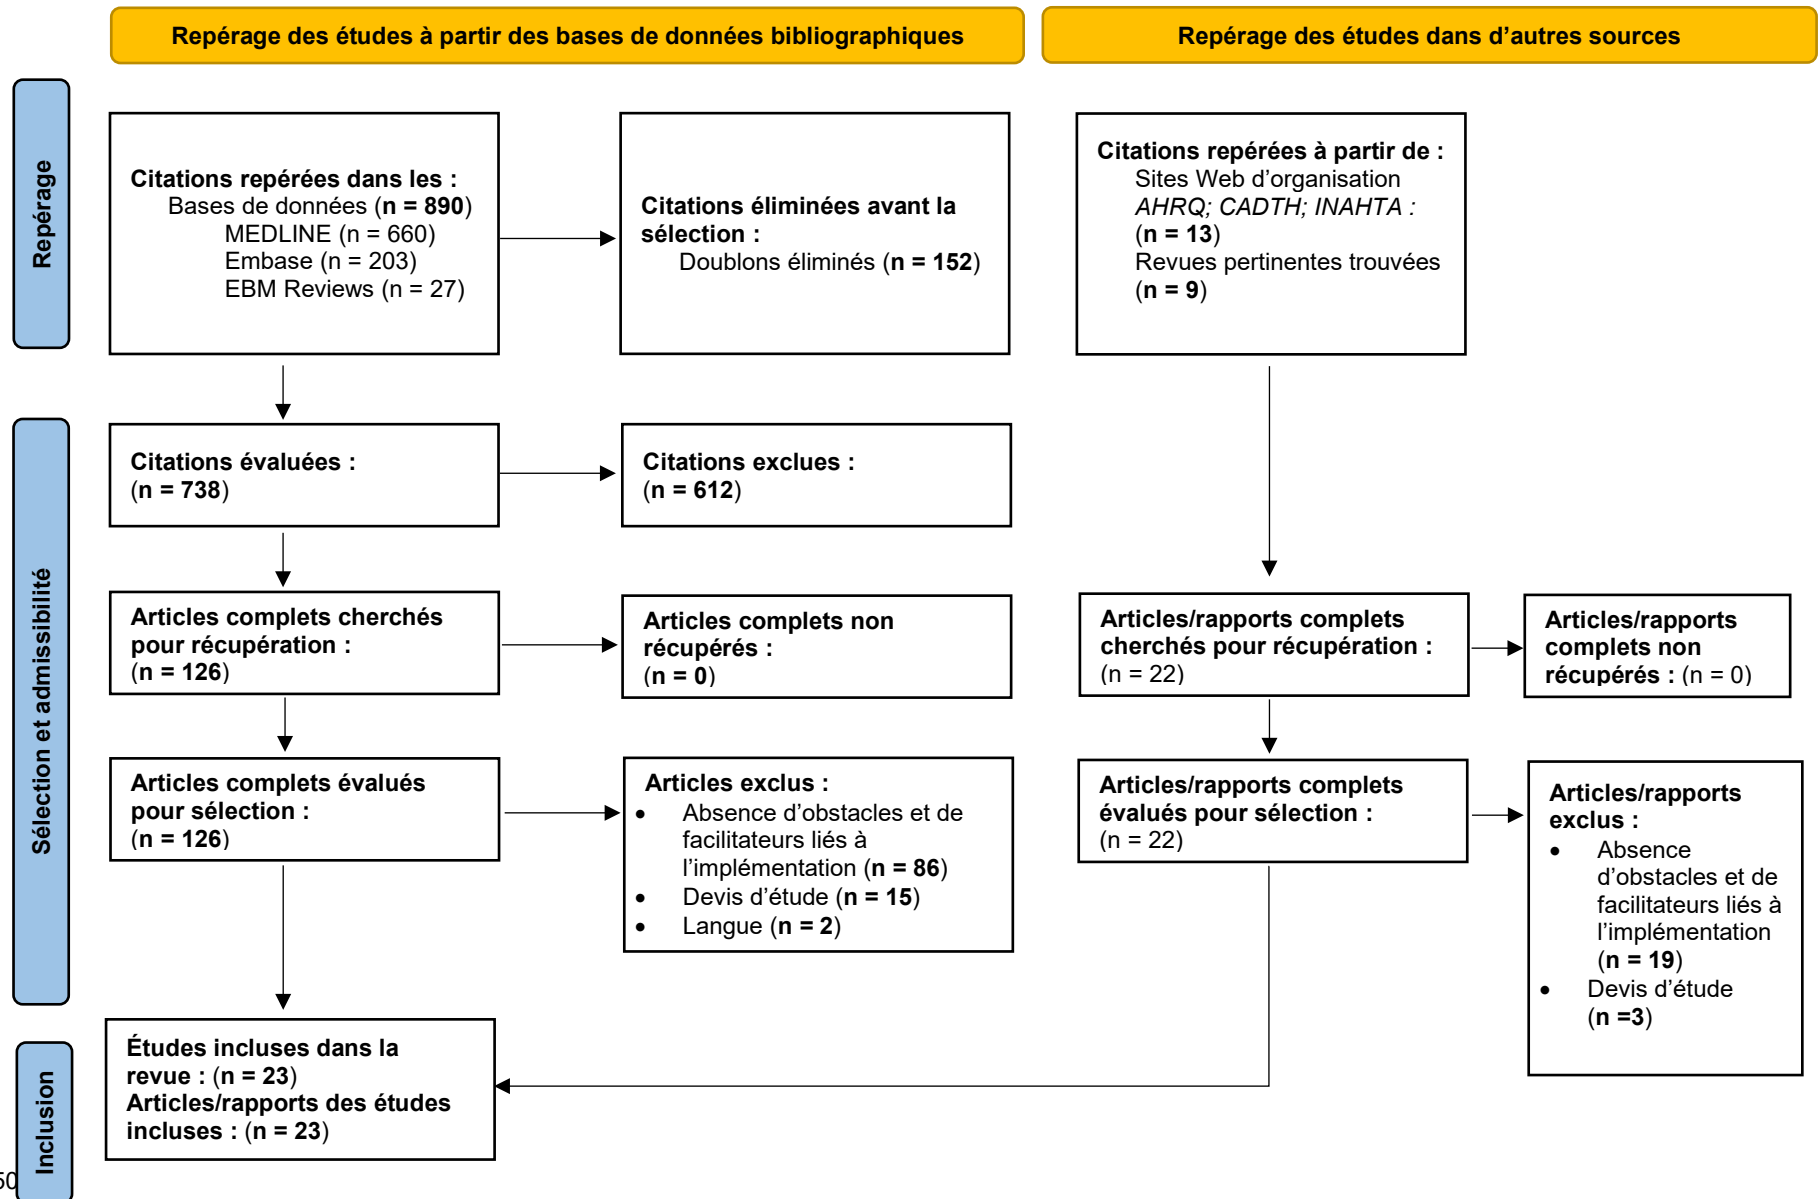 Repérage des études à partir des bases de données bibliographiques
Repérage des études dans d'autres sources
Repérage
Citations repérées dans les :
Bases de données (n = 890)
MEDLINE (n = 660)
Embase (n = 203)
EBM Reviews (n = 27)
Citations éliminées avant la
sélection :
Doublons éliminés (n = 152)
Citations repérées à partir de :
Sites Web d'organisation
AHRQ; CADTH; INAHTA :
(n = 13)
Revues pertinentes trouvées
(n = 9)
Sélection et admissibilité
Citations évaluées :
(n = 738)
Citations exclues :
(n = 612)
Articles complets cherchés
pour récupération :
(n = 126)
Articles complets non
récupérés :
(n = 0)
Articles/rapports complets
cherchés pour récupération :
(n = 22)
Articles/rapports
complets non
récupérés : (n = 0)
Articles complets évalués
pour sélection :
(n = 126)
Articles exclus :
• Absence d'obstacles et de
facilitateurs liés à
l'implémentation (n = 86)
• Devis d'étude (n = 15)
• Langue (n = 2)
Articles/rapports complets
évalués pour sélection :
(n = 22)
Articles/rapports
exclus :
• Absence
d'obstacles et de
facilitateurs liés à
l'implémentation
(n = 19)
• Devis d'étude
(n =3)
Inclusion
Études incluses dans la
revue : (n = 23)
Articles/rapports des études
incluses : (n = 23)
50